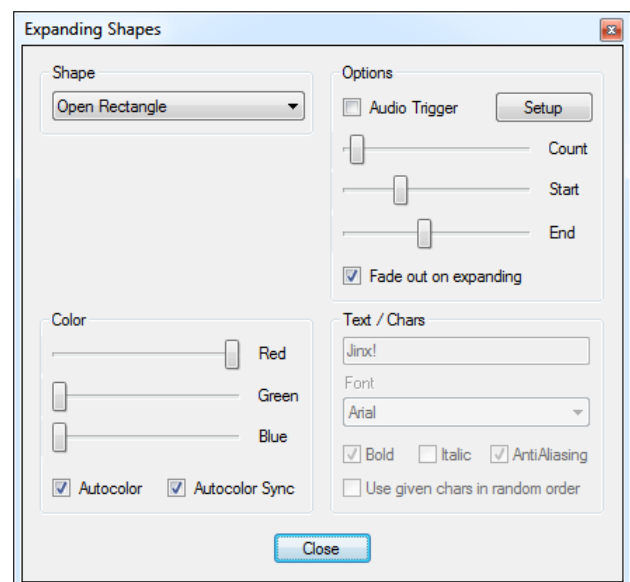 Expanding Shapes
Shape
Open Rectangle
Options
Audio Trigger
Setup
Count
Start
End
Fade out on expanding
Color
Red
Green
Blue
Autocolor
Autocolor Sync
Text / Chars
Jinx!
Font
Arial
Bold
Italic
AntiAliasing
Use given chars in random order
Close